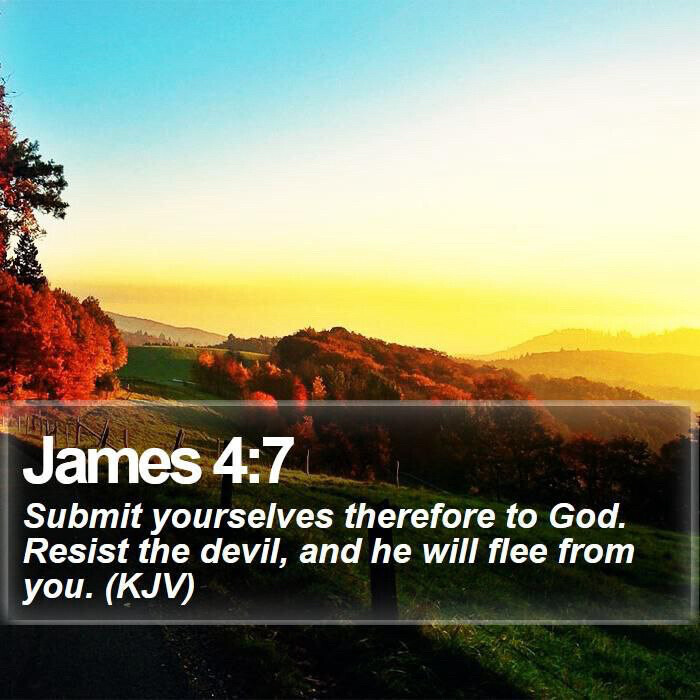 James 4:7
Submit yourselves therefore to God.
Resist the devil, and he will flee from
you. (KJV)